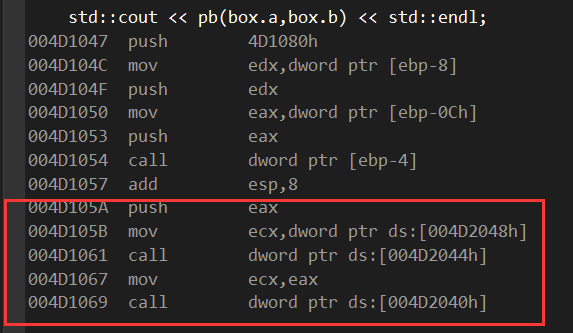 std::cout << pb(box.a,box.b) << std::endl;
004D1047 push 4D1080h
004D104C mov edx,dword ptr [ebp-8]
004D104F push edx
004D1050 mov eax,dword ptr [ebp-0Ch]
004D1053 push eax
004D1054 call dword ptr [ebp-4]
004D1057 add esp,8
004D105A push eax
004D105B mov ecx,dword ptr ds:[004D2048h]
004D1061 call dword ptr ds:[004D2044h]
004D1067 mov ecx,eax
004D1069 call dword ptr ds:[004D2040h]